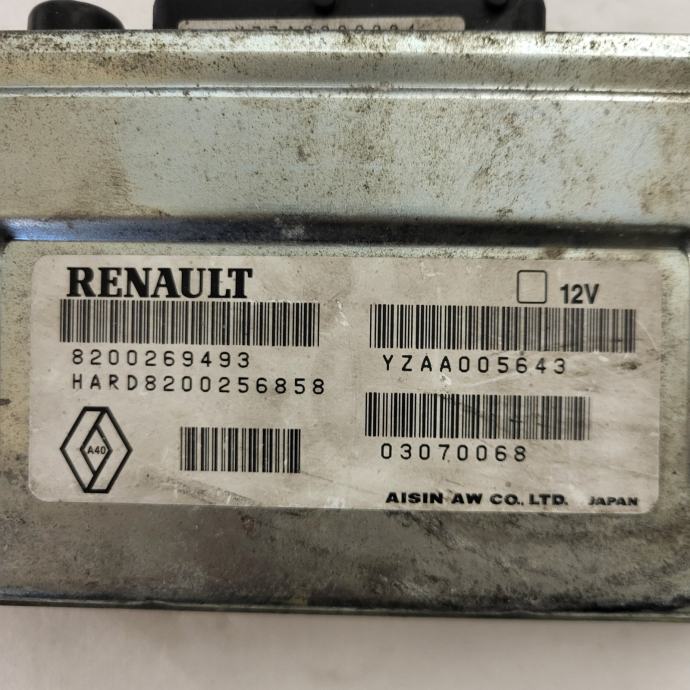 RENAULT
12V
8200269493
YZAA005643
HARD8200256858
03070068
A40
AISIN AW CO., LTD. JAPAN